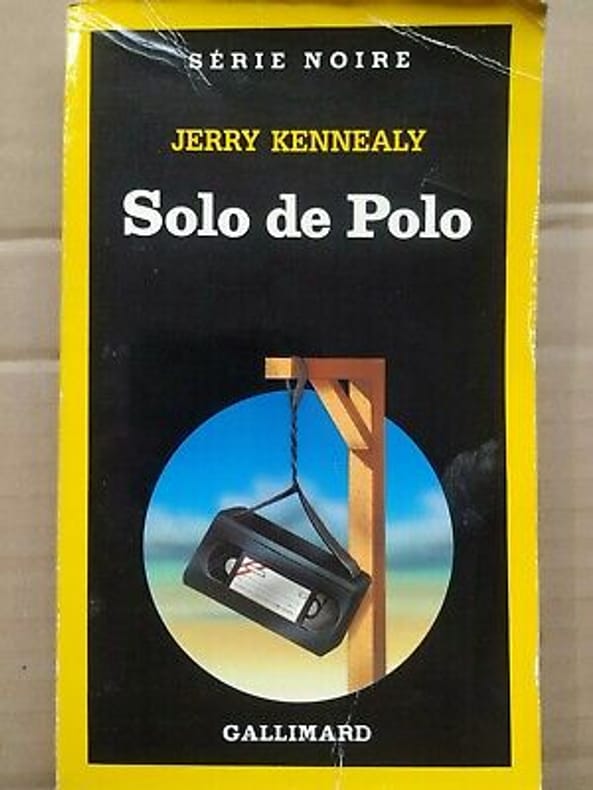 SÉRIE NOIRE
JERRY KENNEALY
Solo de Polo
GALLIMARD